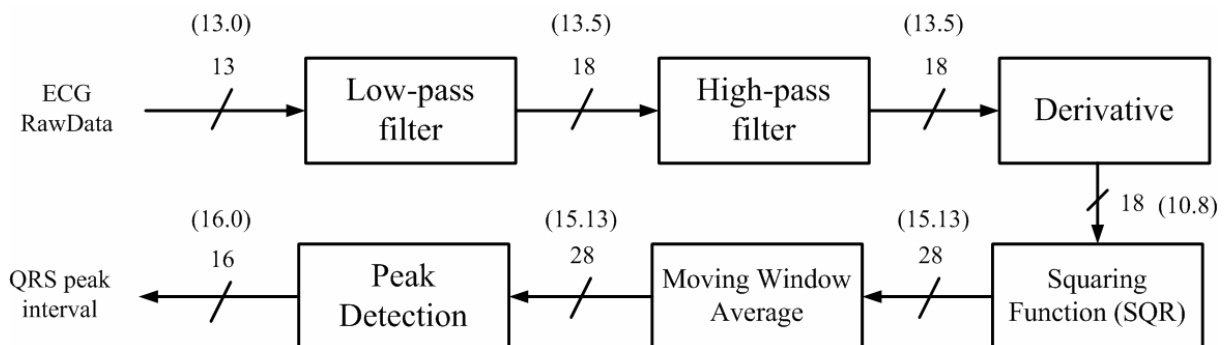 (13.0)
(13.5)
(13.5)
13
18
18
ECG
RawData
Low-pass
filter
High-pass
filter
Derivative
18 (10.8)
(16.0)
(15.13)
(15.13)
16
28
28
QRS peak
interval
Peak
Detection
Moving Window
Average
Squaring
Function (SQR)